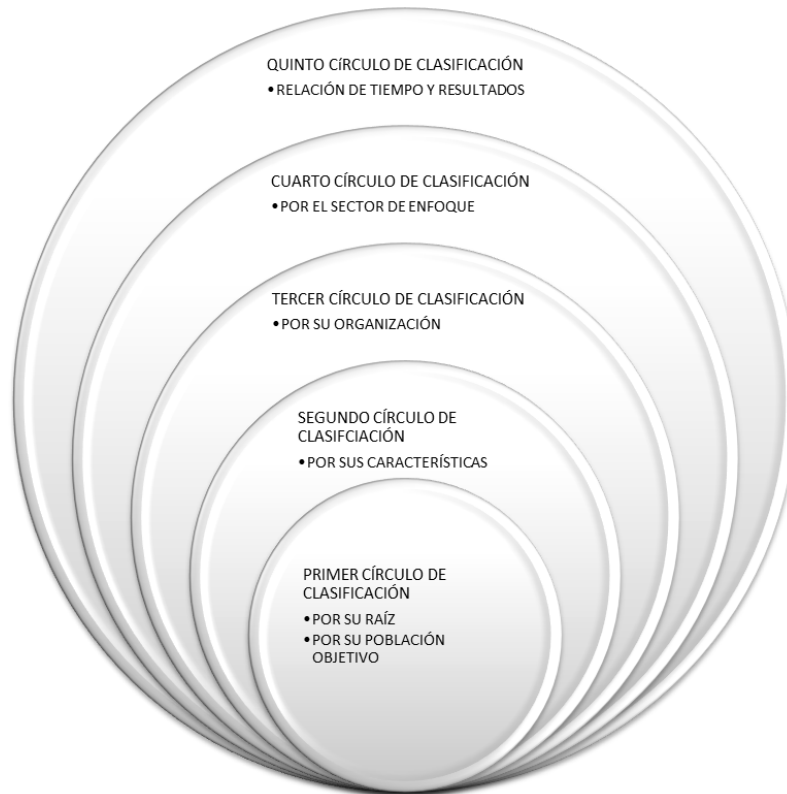 QUINTO CÍRCULO DE CLASIFICACIÓN
• RELACIÓN DE TIEMPO Y RESULTADOS
CUARTO CÍRCULO DE CLASIFICACIÓN
• POR EL SECTOR DE ENFOQUE
TERCER CÍRCULO DE CLASIFICACIÓN
• POR SU ORGANIZACIÓN
SEGUNDO CÍRCULO DE
CLASIFCIACIÓN
• POR SUS CARACTERÍSTICAS
PRIMER CÍRCULO DE
CLASIFICACIÓN
• POR SU RAÍZ
• POR SU POBLACIÓN
OBJETIVO